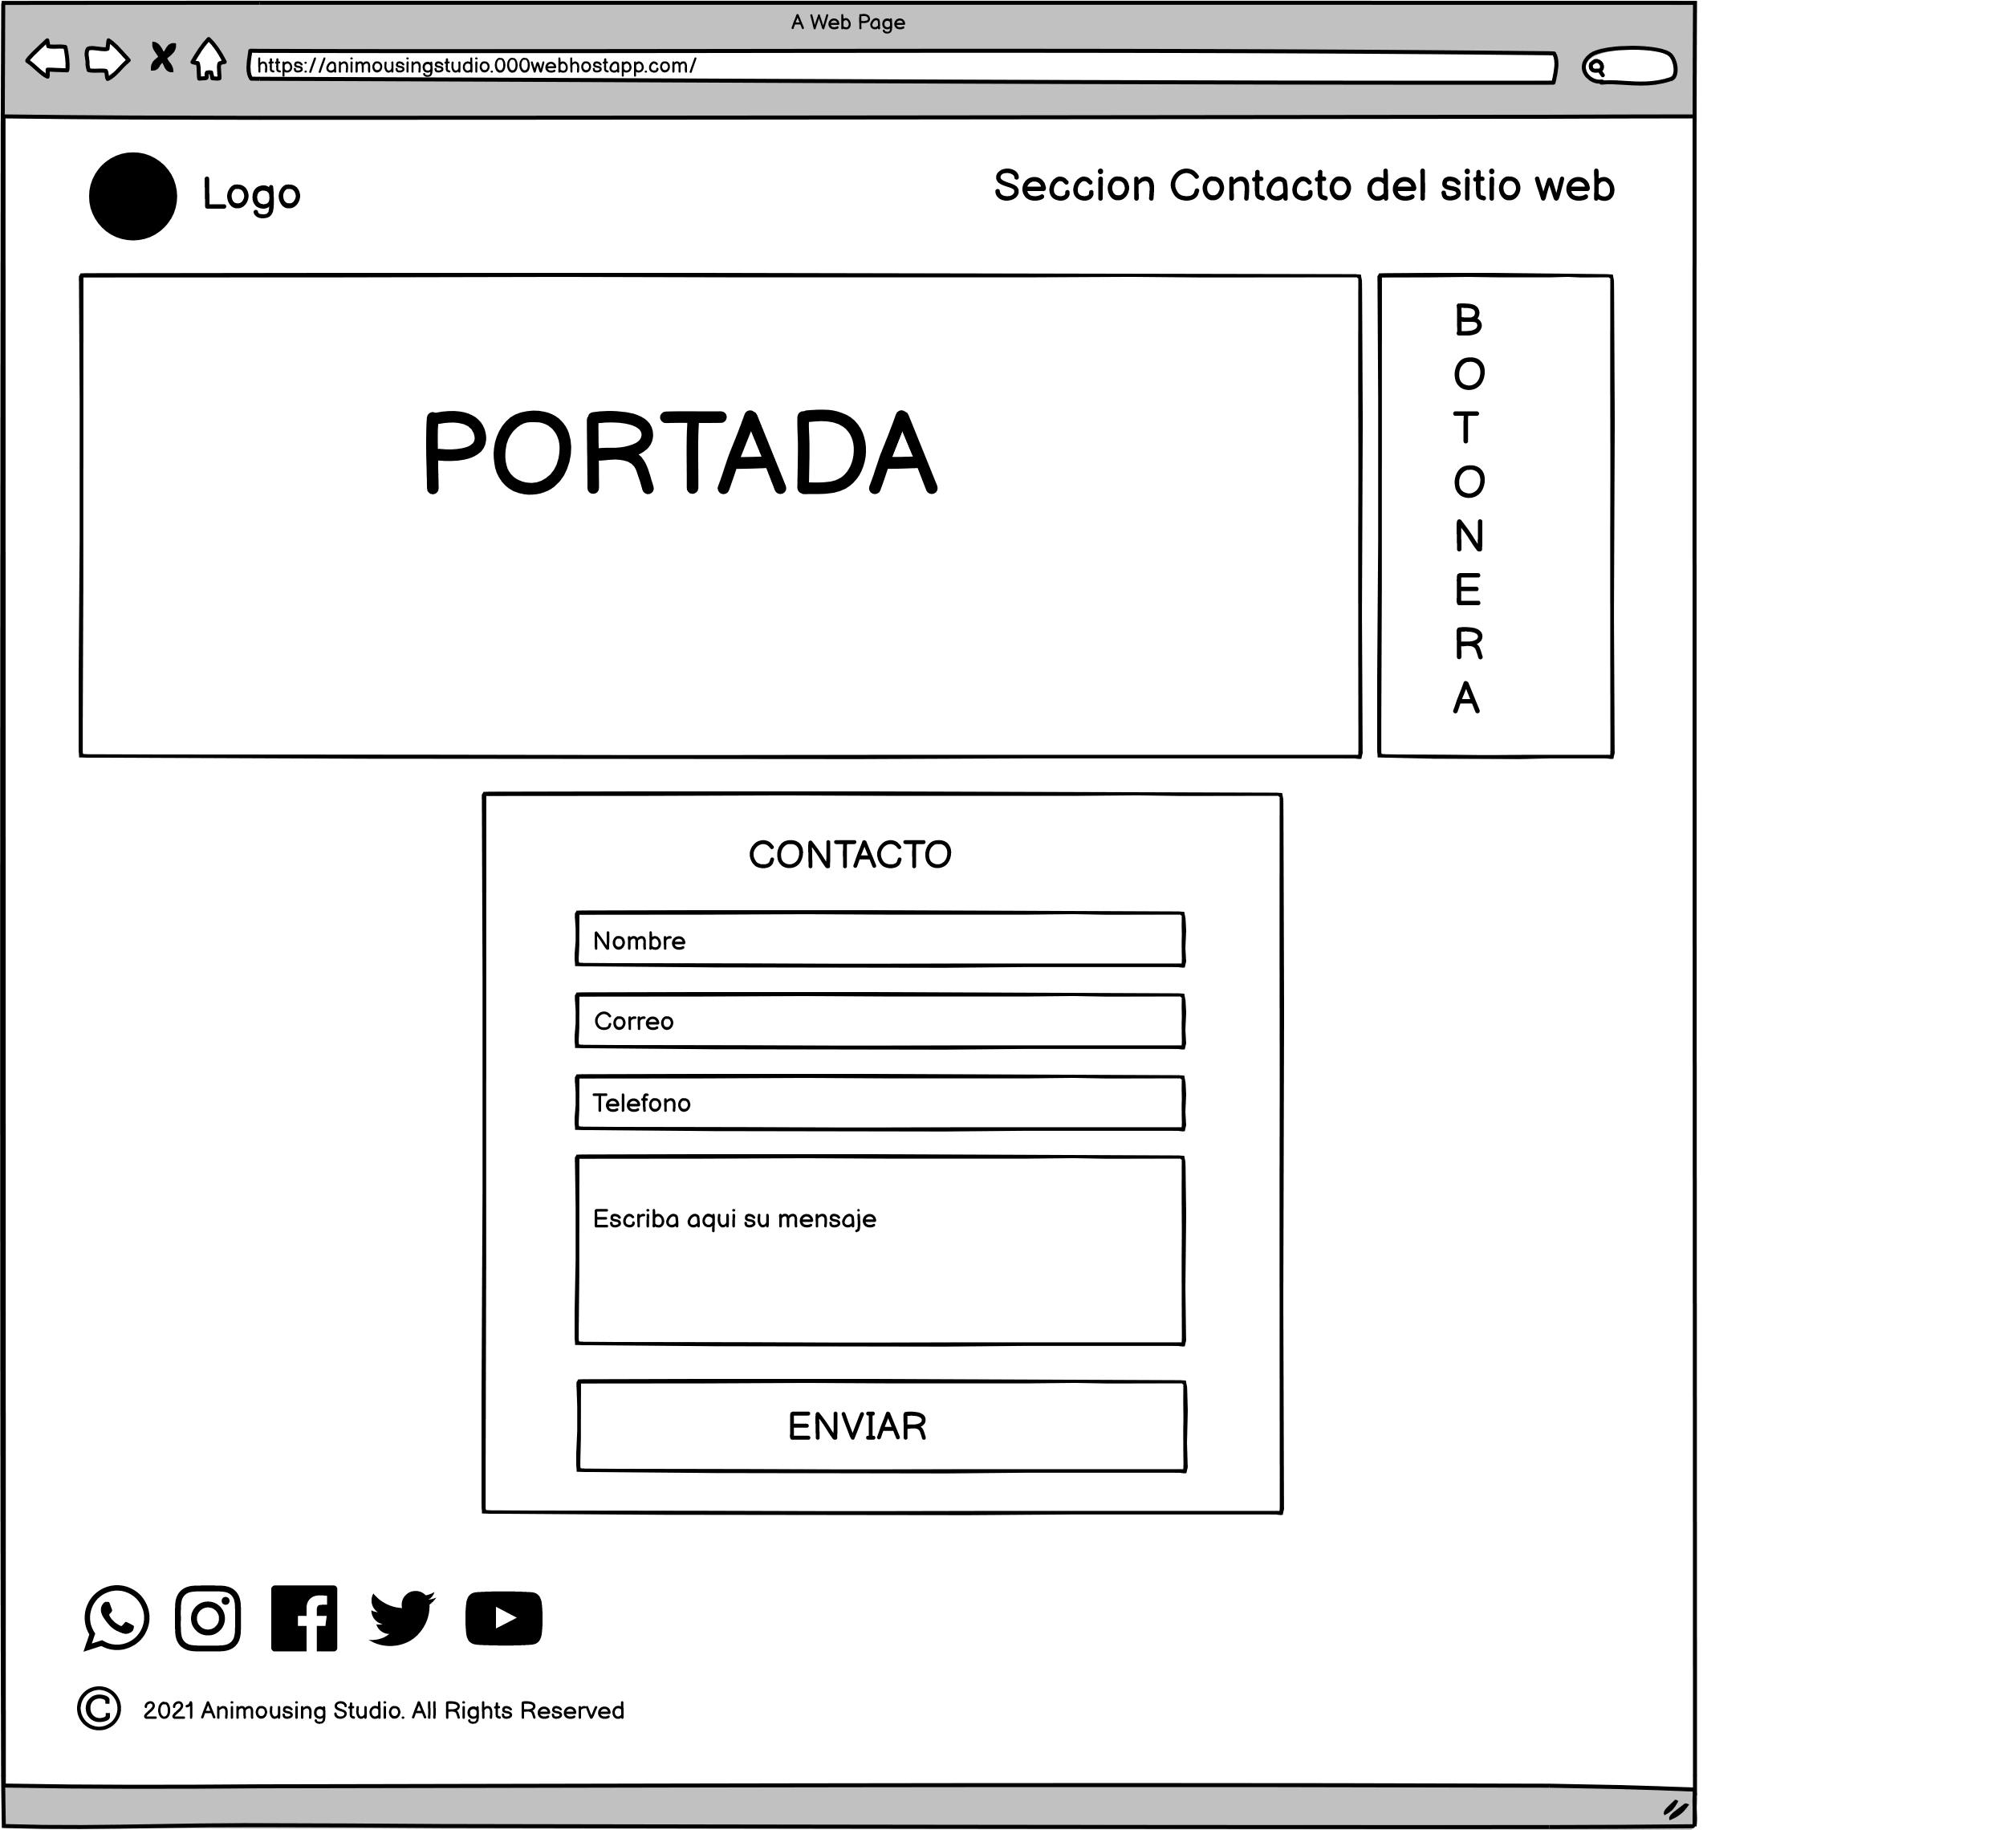 A Web Page
https://animousingstudio.000webhostapp.com/
Logo
Seccion Contacto del sitio web
PORTADA
B
O
T
O
N
E
R
A
CONTACTO
Nombre
Correo
Telefono
Escriba aqui su mensaje
ENVIAR
© 2021 Animousing Studio. All Rights Reserved